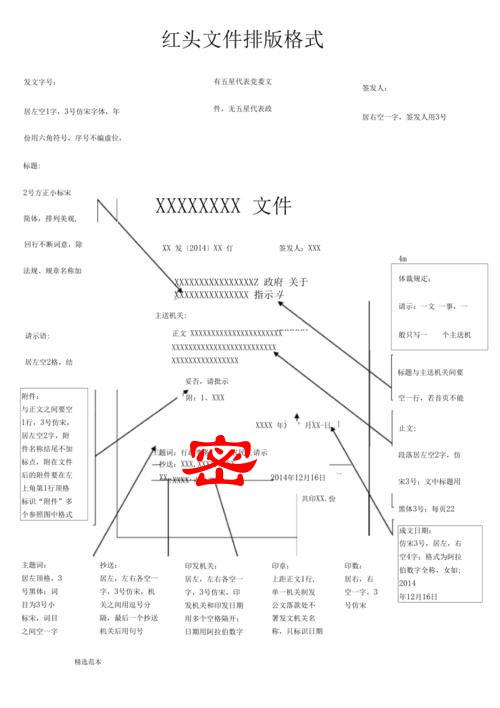 红头文件排版格式
发文字号:
居左空1字, 3号仿宋字体, 年
份用六角符号, 序号不编虚位,
有五星代表党委文
件, 无五星代表政
签发人:
居右空一字, 签发人用3号
标题:
2号方正小标宋
简体, 排列美观,
回行不断词意, 除
法规、规章名称加
XXXXXXXX 文件
XX 发〔2014〕XX 仃
签发人: XXX
XXXXXXXXXXXXXXXXZ 政府 关于
XXXXXXXXXXXXXXX 指示
主送机关:
正文 XXXXXXXXXXXXXXXXXXXXXXX
XXXXXXXXXXXXXXXXXXXXXXXXXX
XXXXXXXXXXXXXXXXX
妥否, 请批示
附: 1、XXX
XXXX 年 月XX-日
主题词: 请示
抄送: XXX, XXX
2014年12月16日
共印XX.份
密
4m
体裁规定:
请示: 一文 一事, 一
般只写一 个主送机
标题与主送机关间要
空一行, 若首页不能
止文:
段落居左空2字, 仿
宋3号; 文中标题用
黑体3号; 每页22
成文日期:
仿宋3号, 居左, 右
空4字; 格式为阿拉
伯数字全称, 女如:
2014
年12月16日
请示语:
居左空2格, 结
附件:
与正文之间要空
1行, 3号仿宋,
居左空2字, 附
件名称结尾不加
标点, 附在文件
后的附件要在左
上角第1行顶格
标识“附件”多
个参照图中格式
主题词:
居左顶格, 3
号黑体; 词
目为3号小
标宋, 词目
之间空一字
抄送:
居左, 左右各空一
字, 3号仿宋, 机
关之间用逗号分
隔, 最后一个抄送
机关后用句号
印发机关:
居左, 左右各空一
字, 3号仿宋, 印
发机关和印发日期
用多个空格隔开;
日期用阿拉伯数字
印章:
上距正文1行,
单一机关制发
公文落款处不
署发文机关名
称, 只标识日期
印数:
居右, 右
空一字, 3
号仿宋
精选范本